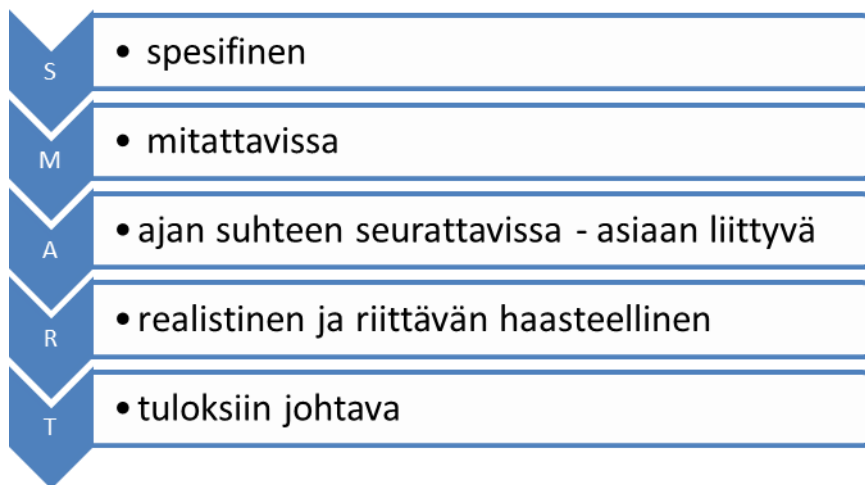 S
• spesifinen
M
• mitattavissa
A
• ajan suhteen seurattavissa - asiaan liittyvä
R
• realistinen ja riittävän haasteellinen
T
• tuloksiin johtava